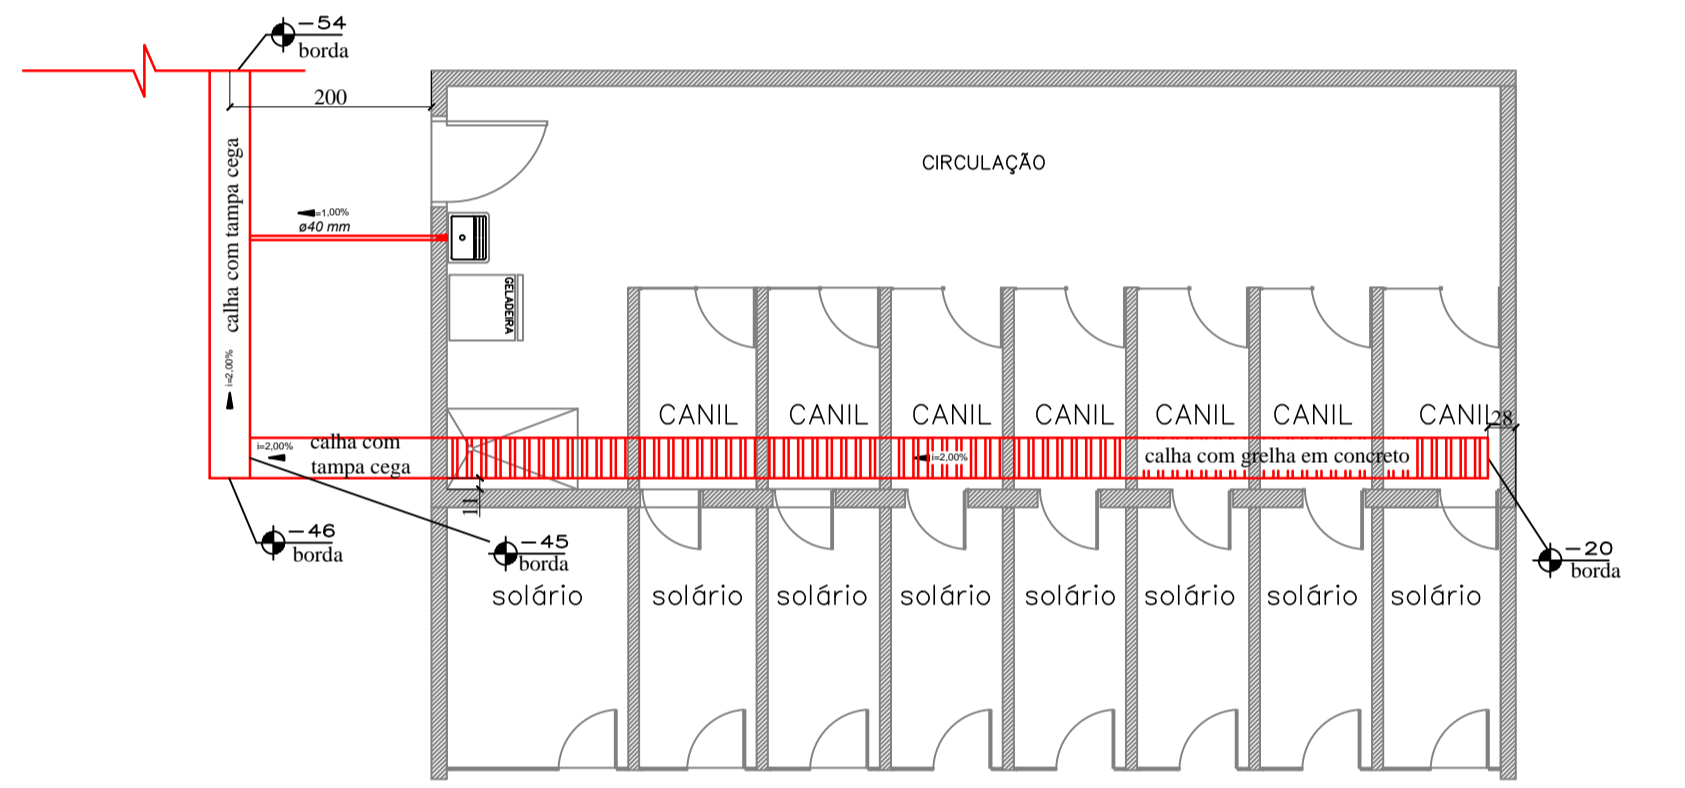 −54
borda
200
calha com tampa cega
i=2,00%
CIRCULAÇÃO
=1,00%
ø40 mm
GELADEIRA
CANIL
CANIL
CANIL
CANIL
CANIL
CANIL
CANIL
28
i=2,00%
calha com
tampa cega
i=2,00%
calha com grelha em concreto
11
−46
borda
−45
borda
−20
borda
solário
solário
solário
solário
solário
solário
solário
solário